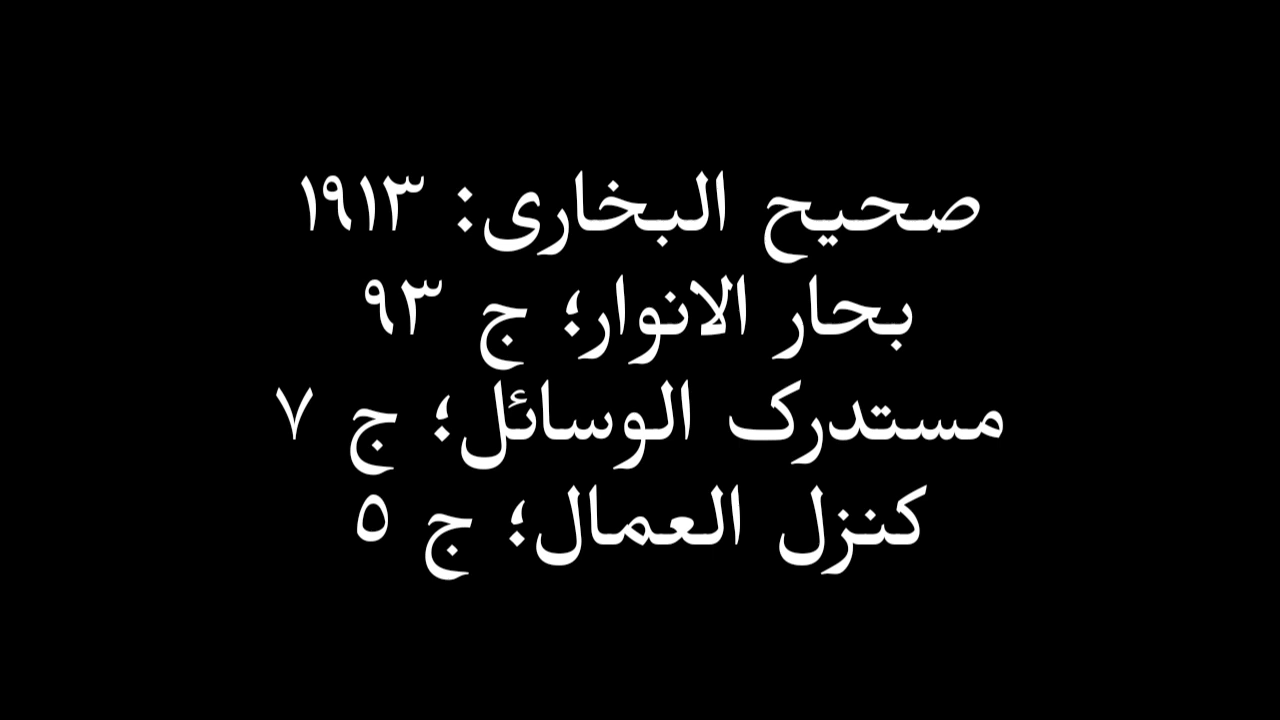 صحیح البخاری: ۱۹۱۳
بحار الانوار؛ ج ۹۳
مستدرک الوسائل؛ ج ۷
کنزل العمال؛ ج ۵